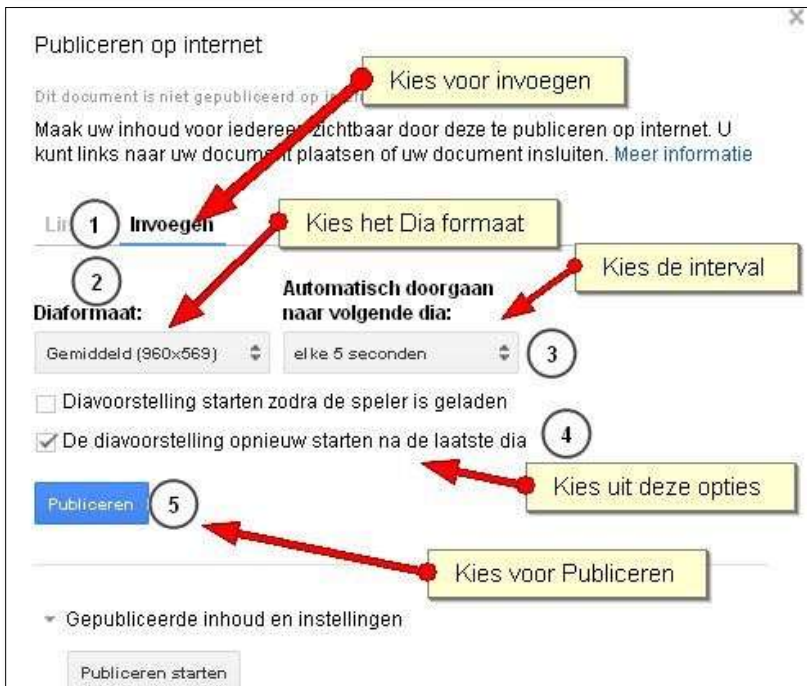 Publiceren op internet
Kies voor invoegen
Dit document is niet gepubliceerd op
Maak uw inhoud voor iedereen zichtbaar door deze te publiceren op internet. U
kunt links naar uw document plaatsen of uw document insluiten. Meer informatie
1 Invoegen
Kies het Dia formaat
Kies de interval
2
Automatisch doorgaan
Diaformaat: naar volgende dia:
Gemiddeld (960x569) elke 5 seconden 3
Diavoorstelling starten zodra de speler is geladen
De diavoorstelling opnieuw starten na de laatste dia 4
Kies uit deze opties
Publiceren 5
Kies voor Publiceren
Gepubliceerde inhoud en instellingen
Publiceren starten